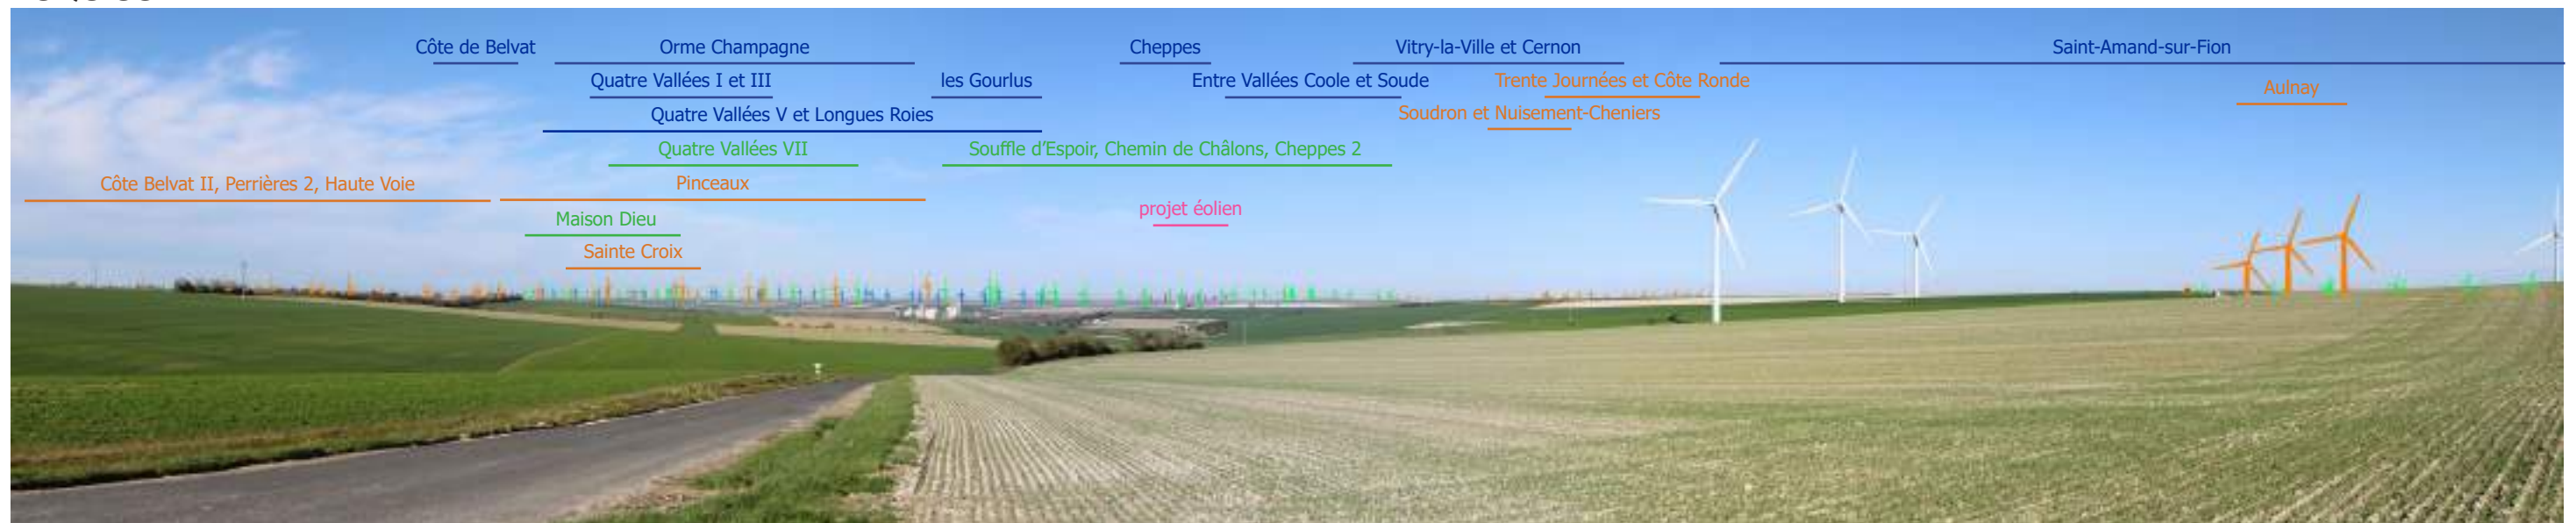 Côte de Belvat Orme Champagne Cheppes Vitry-la-Ville et Cernon Saint-Amand-sur-Fion
Quatre Vallées I et III les Gourlus Entre Vallées Coole et Soude Trente Journées et Côte Ronde Aulnay
Quatre Vallées V et Longues Roies Soudron et Nuisement-Cheniers
Quatre Vallées VII Souffle d'Espoir, Chemin de Châlons, Cheppes 2
Côte Belvat II, Perrières 2, Haute Voie Pinceaux
Maison Dieu projet éolien
Sainte Croix